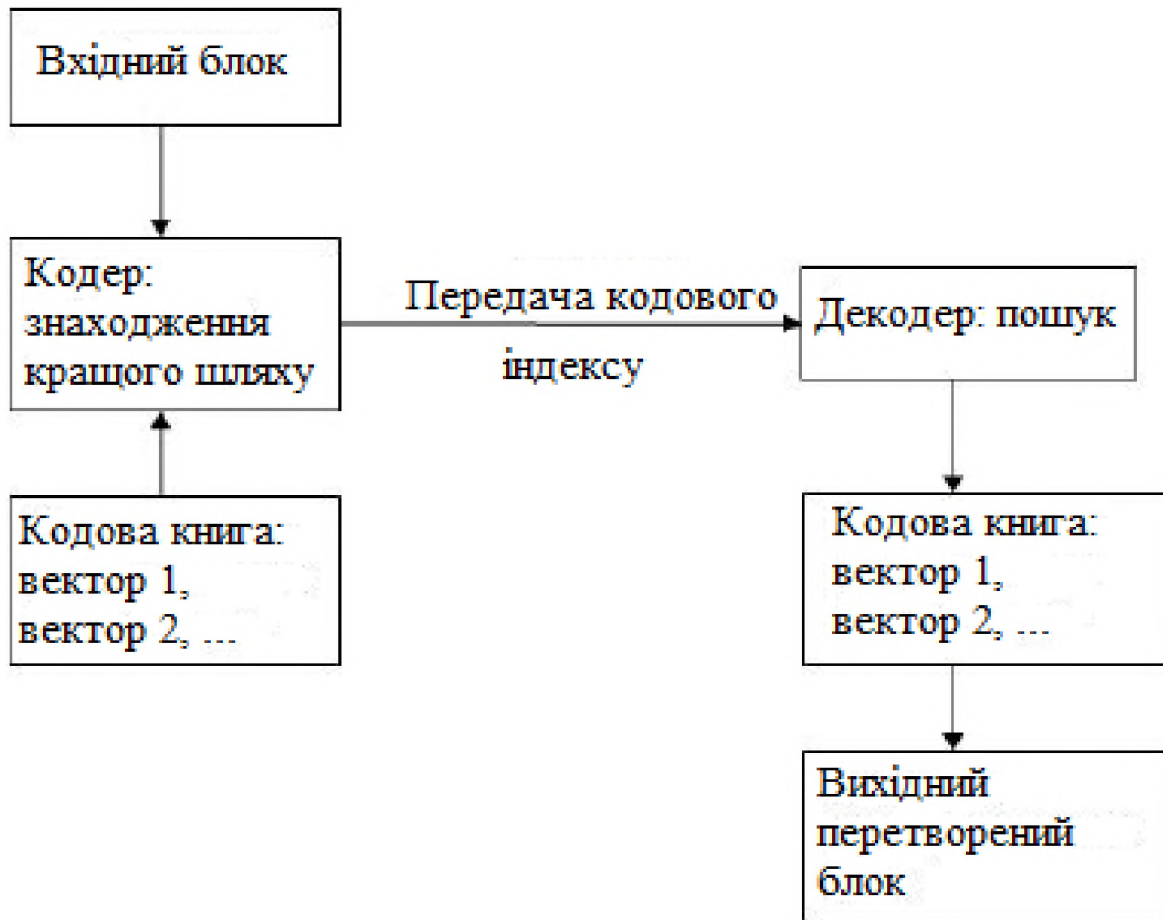 Вхідний блок
Кодер:
знаходження
кращого шляху
Передача кодового
індексу
Декодер: пошук
Кодова книга:
вектор 1,
вектор 2, ...
Кодова книга:
вектор 1,
вектор 2, ...
Вихідний
перетворений
блок